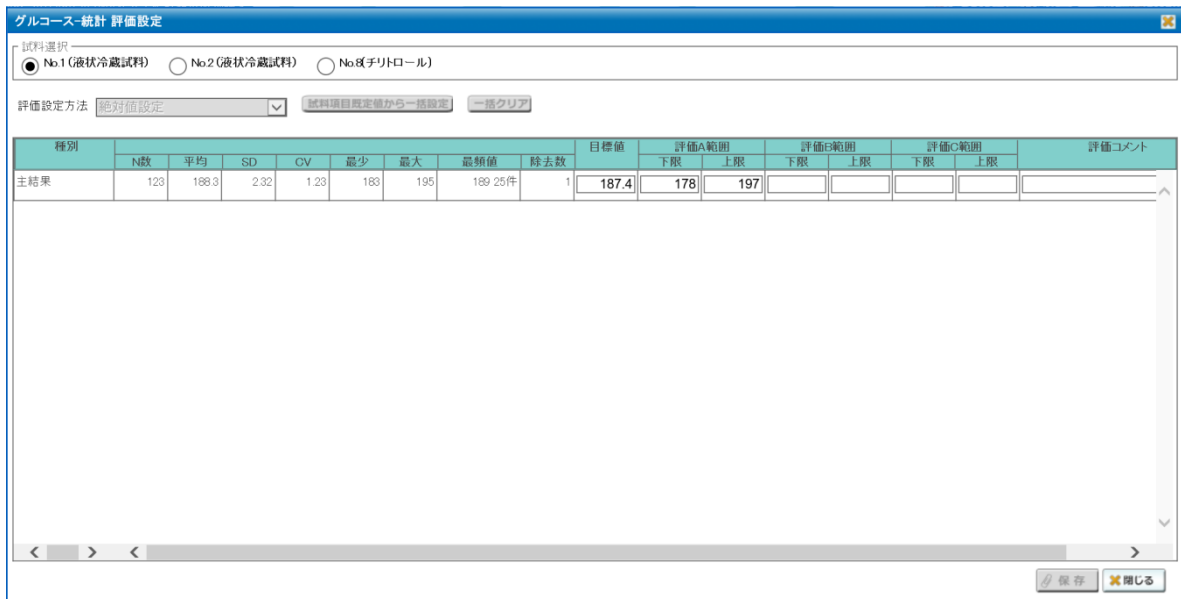 グルコース-統計 評価設定
試料選択
No.1 (液状冷蔵試料) No.2 (液状冷蔵試料) No.8(チリトロール)
評価設定方法 絶対値設定 試料項目既定値から一括設定 一括クリア
種別 目標値 評価A範囲 評価B範囲 評価C範囲 評価コメント
N数 平均 SD CV 最少 最大 最頻値 除去数 下限 上限 下限 上限 下限 上限
主結果 123 188.3 2.32 1.23 183 195 189 25件 1 187.4 178 197
保存 閉じる